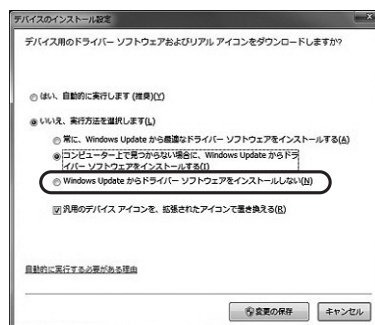 デバイスのインストール設定
デバイス用のドライバー ソフトウェアおよびリアル アイコンをダウンロードしますか?
はい、自動的に実行します (推奨)(Y)
いいえ、実行方法を選択します(L)
常に、Windows Update から最適なドライバー ソフトウェアをインストールする(A)
コンピューター上で見つからない場合に、Windows Update からドラ
イバー ソフトウェアをインストールする(I)
Windows Update からドライバー ソフトウェアをインストールしない(N)
汎用のデバイス アイコンを、拡張されたアイコンで置き換える(R)
自動的に実行する必要がある理由
変更の保存
キャンセル